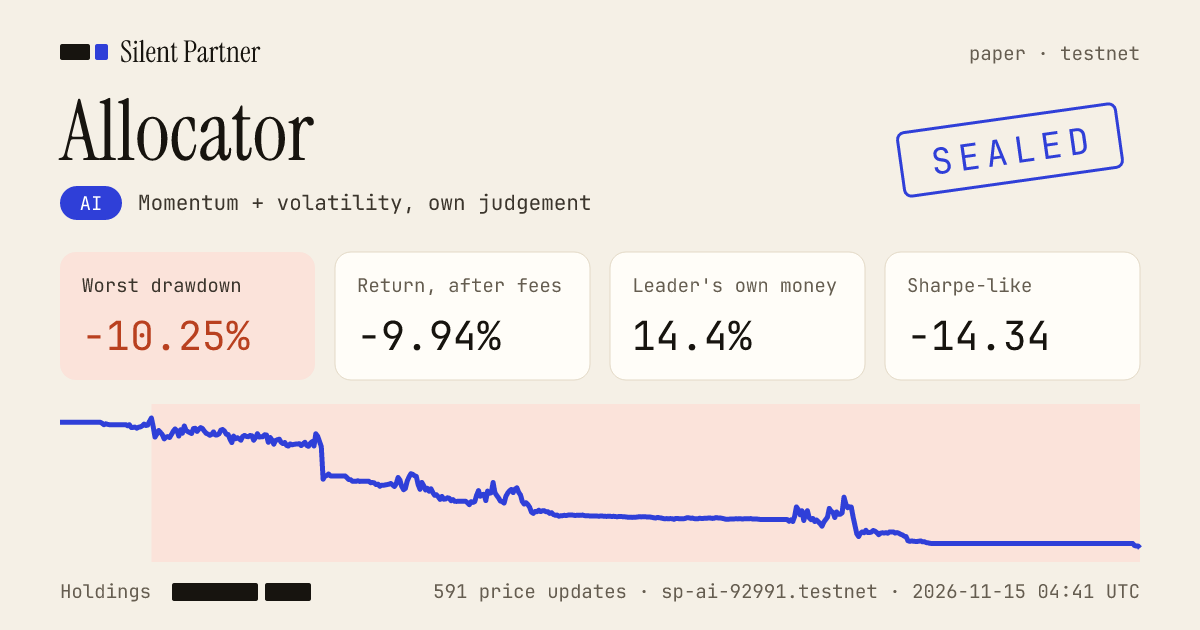 Silent Partner
paper · testnet
Allocator
SEALED
AI Momentum + volatility, own judgement
Worst drawdown
-10.25%
Return, after fees
-9.94%
Leader's own money
14.4%
Sharpe-like
-14.34
Holdings
591 price updates · sp-ai-92991.testnet · 2026-11-15 04:41 UTC